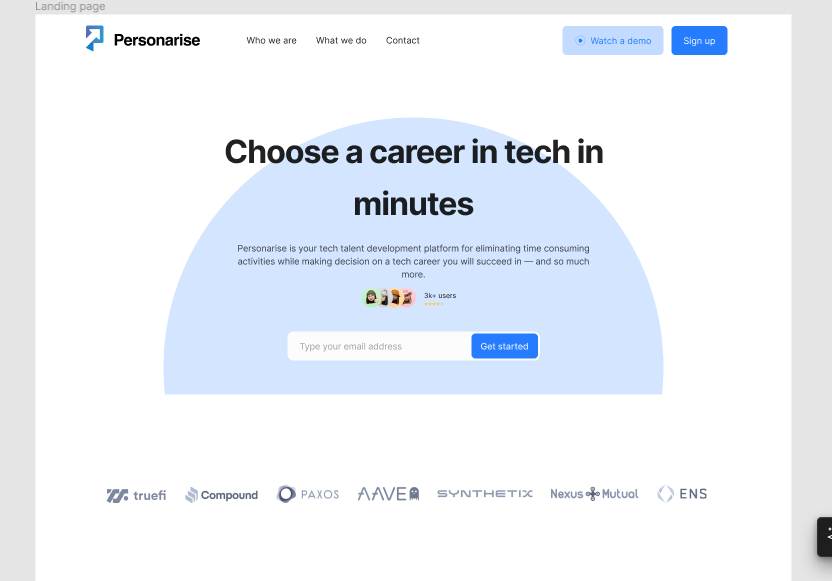 Landing page
Personarise
Who we are
What we do
Contact
Watch a demo
Sign up
Choose a career in tech in
minutes
Personarise is your tech talent development platform for eliminating time consuming
activities while making decision on a tech career you will succeed in — and so much
more.
3k+ users
Type your email address
Get started
truefi
Compound
PAXOS
AAVE
SYNTHETIX
Nexus Mutual
ENS